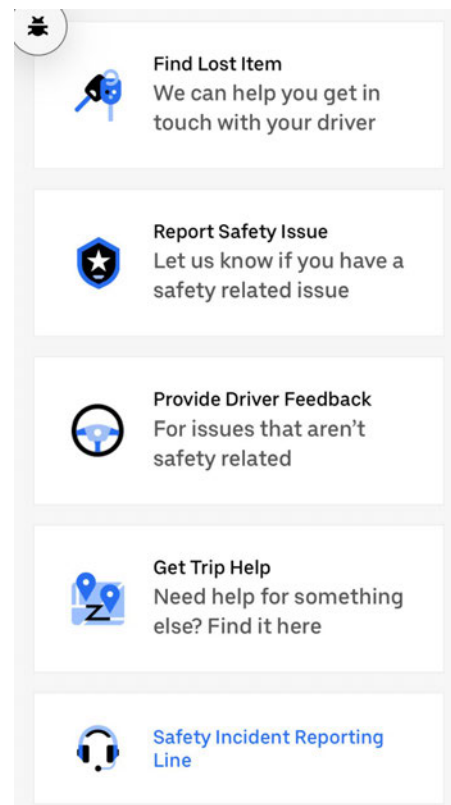 Find Lost Item
We can help you get in
touch with your driver
Report Safety Issue
Let us know if you have a
safety related issue
Provide Driver Feedback
For issues that aren’t
safety related
Get Trip Help
Need help for something
else? Find it here
Safety Incident Reporting
Line